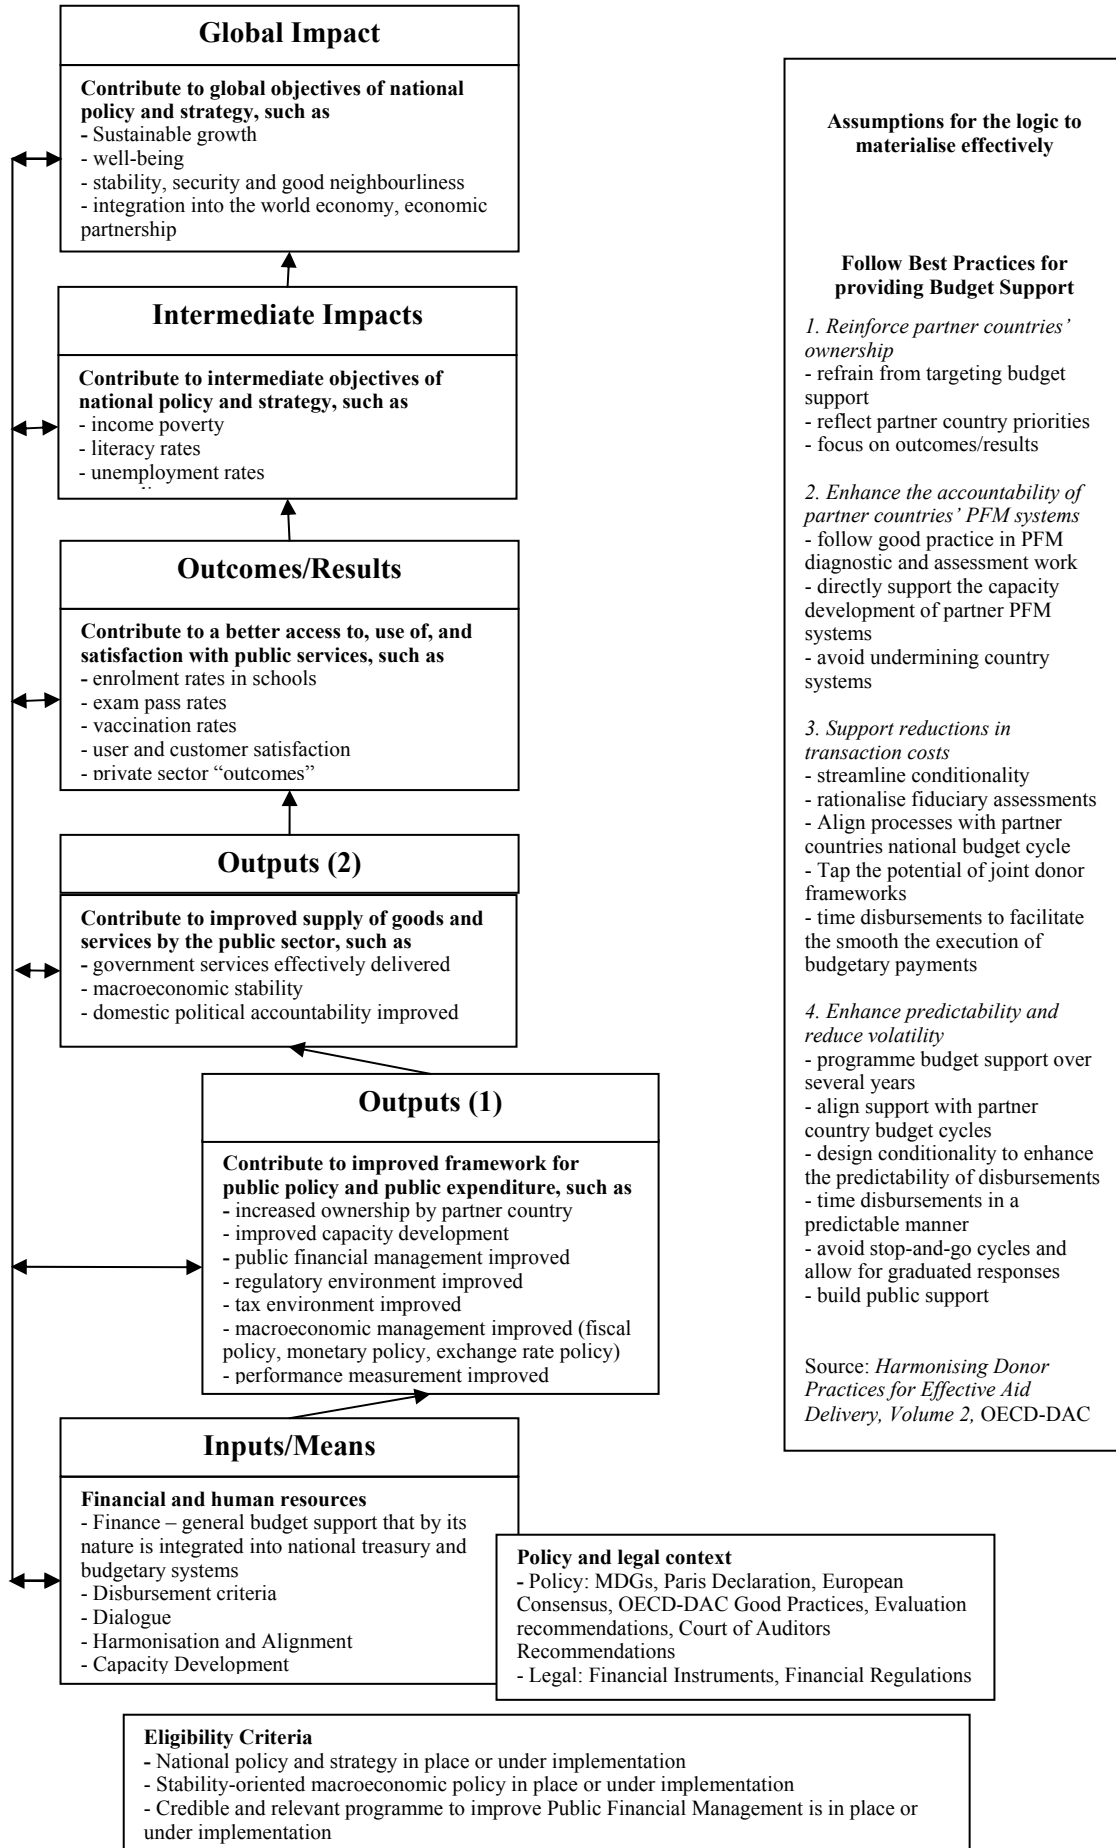 Global Impact
Contribute to global objectives of national
policy and strategy, such as
- Sustainable growth
- well-being
- stability, security and good neighbourliness
- integration into the world economy, economic
partnership
Intermediate Impacts
Contribute to intermediate objectives of
national policy and strategy, such as
- income poverty
- literacy rates
- unemployment rates
Outcomes/Results
Contribute to a better access to, use of, and
satisfaction with public services, such as
- enrolment rates in schools
- exam pass rates
- vaccination rates
- user and customer satisfaction
- private sector “outcomes”
Outputs (2)
Contribute to improved supply of goods and
services by the public sector, such as
- government services effectively delivered
- macroeconomic stability
- domestic political accountability improved
Outputs (1)
Contribute to improved framework for
public policy and public expenditure, such as
- increased ownership by partner country
- improved capacity development
- public financial management improved
- regulatory environment improved
- tax environment improved
- macroeconomic management improved (fiscal
policy, monetary policy, exchange rate policy)
- performance measurement improved
Inputs/Means
Financial and human resources
- Finance – general budget support that by its
nature is integrated into national treasury and
budgetary systems
- Disbursement criteria
- Dialogue
- Harmonisation and Alignment
- Capacity Development
Policy and legal context
- Policy: MDGs, Paris Declaration, European
Consensus, OECD-DAC Good Practices, Evaluation
recommendations, Court of Auditors
Recommendations
- Legal: Financial Instruments, Financial Regulations
Eligibility Criteria
- National policy and strategy in place or under implementation
- Stability-oriented macroeconomic policy in place or under implementation
- Credible and relevant programme to improve Public Financial Management is in place or
under implementation
Assumptions for the logic to
materialise effectively
Follow Best Practices for
providing Budget Support
1. Reinforce partner countries’
ownership
- refrain from targeting budget
support
- reflect partner country priorities
- focus on outcomes/results
2. Enhance the accountability of
partner countries’ PFM systems
- follow good practice in PFM
diagnostic and assessment work
- directly support the capacity
development of partner PFM
systems
- avoid undermining country
systems
3. Support reductions in
transaction costs
- streamline conditionality
- rationalise fiduciary assessments
- Align processes with partner
countries national budget cycle
- Tap the potential of joint donor
frameworks
- time disbursements to facilitate
the smooth the execution of
budgetary payments
4. Enhance predictability and
reduce volatility
- programme budget support over
several years
- align support with partner
country budget cycles
- design conditionality to enhance
the predictability of disbursements
- time disbursements in a
predictable manner
- avoid stop-and-go cycles and
allow for graduated responses
- build public support
Source: Harmonising Donor
Practices for Effective Aid
Delivery, Volume 2, OECD-DAC